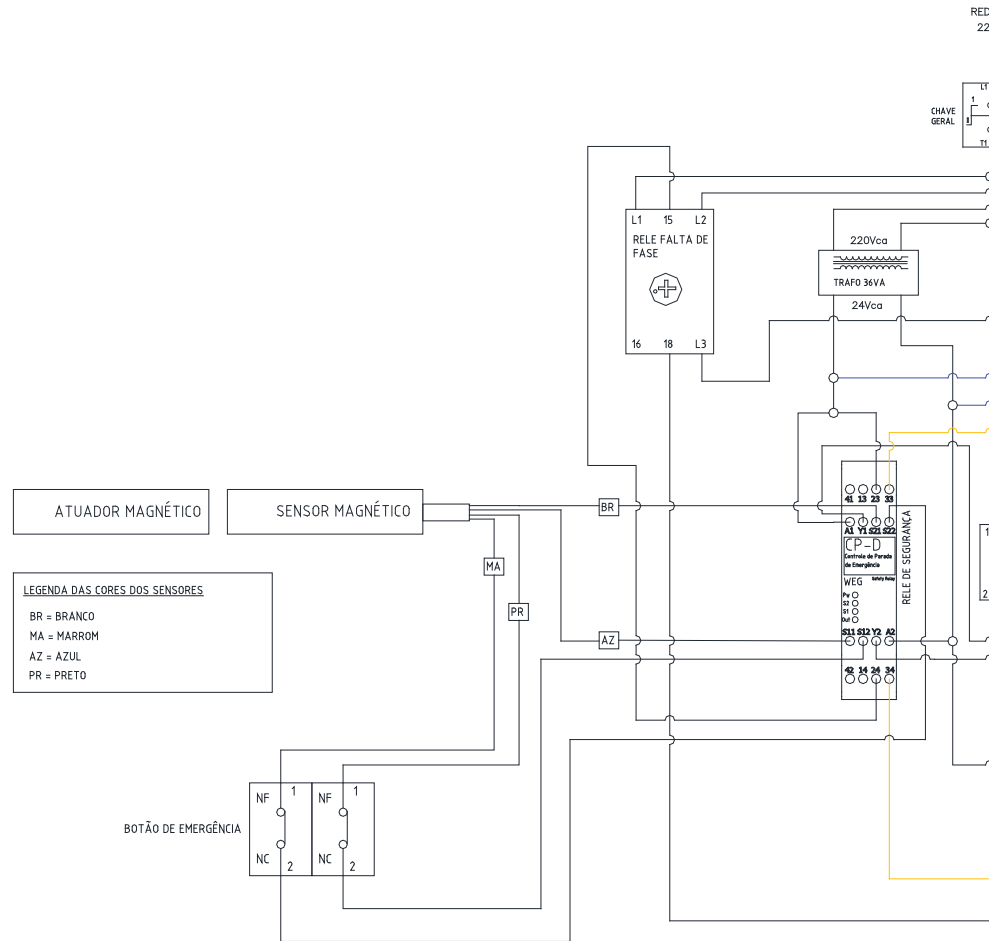 RED
22
L1
1
CHAVE
GERAL
T1
L1 15 L2
RELE FALTA DE
FASE
16 18 L3
220Vca
TRAFO 36VA
24Vca
41 13 23 33
A1 Y1 S21 S22
CP-D
Controle de Parada
de Emergência
WEG Safety Relay
Pw
S2
S1
Out
S11 S12 Y2 A2
42 14 24 34
RELE DE SEGURANÇA
1
2
ATUADOR MAGNÉTICO
SENSOR MAGNÉTICO
BR
MA
PR
AZ
LEGENDA DAS CORES DOS SENSORES
BR = BRANCO
MA = MARROM
AZ = AZUL
PR = PRETO
BOTÃO DE EMERGÊNCIA
NF 1 NF 1
NC 2 NC 2